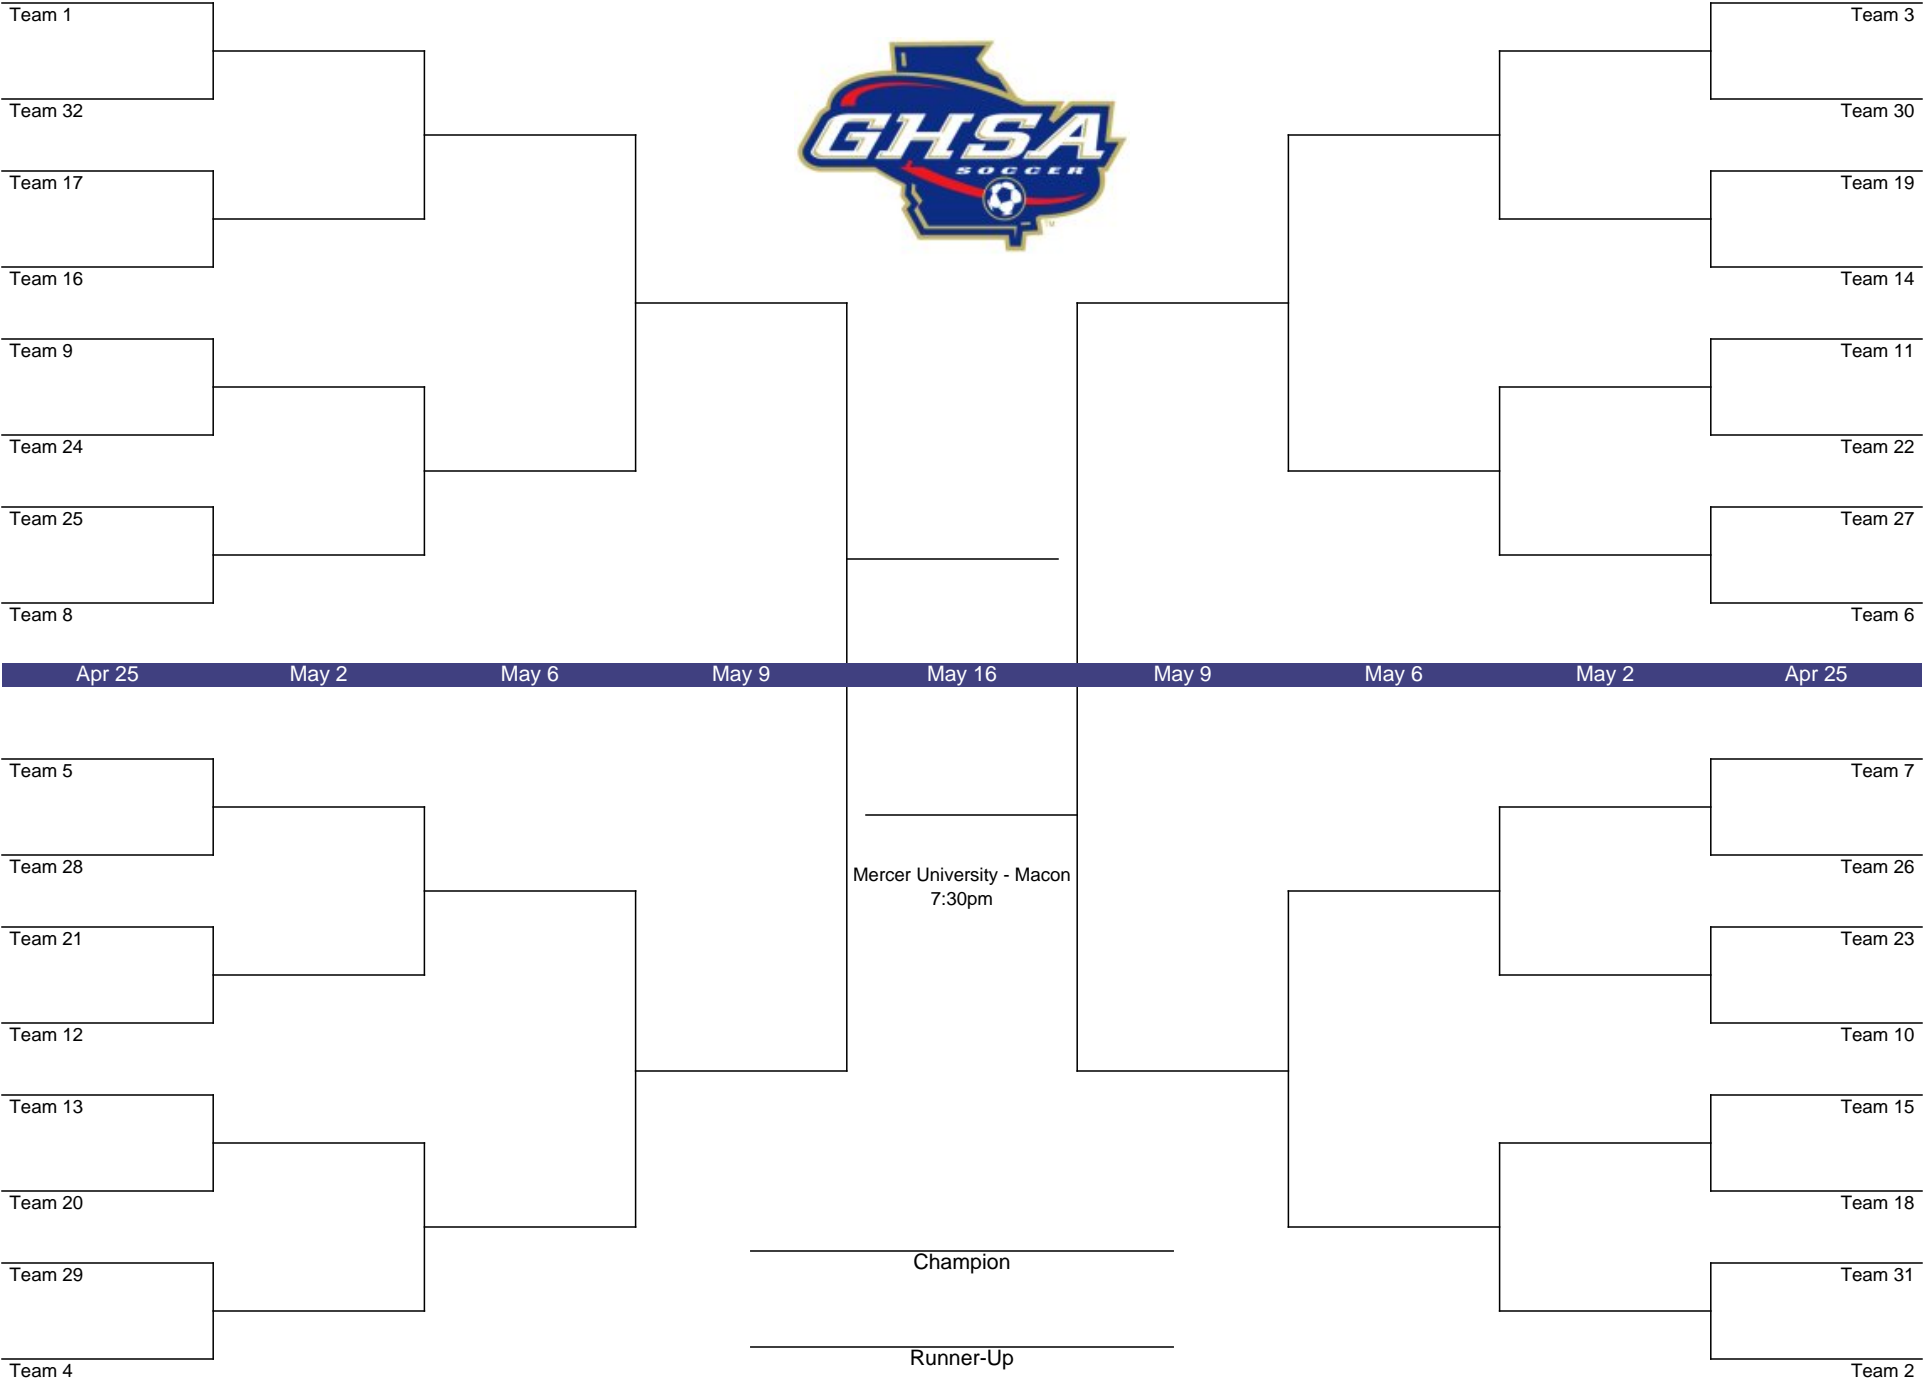 Team 1
Team 3
Team 32
Team 30
GHSA
SOCCER
TM
Team 17
Team 19
Team 16
Team 14
Team 9
Team 11
Team 24
Team 22
Team 25
Team 27
Team 8
Team 6
Apr 25 May 2 May 6 May 9 May 16 May 9 May 6 May 2 Apr 25
Team 5
Team 7
Team 28
Team 26
Mercer University - Macon
7:30pm
Team 21
Team 23
Team 12
Team 10
Team 13
Team 15
Team 20
Team 18
Champion
Team 29
Team 31
Runner-Up
Team 4
Team 2